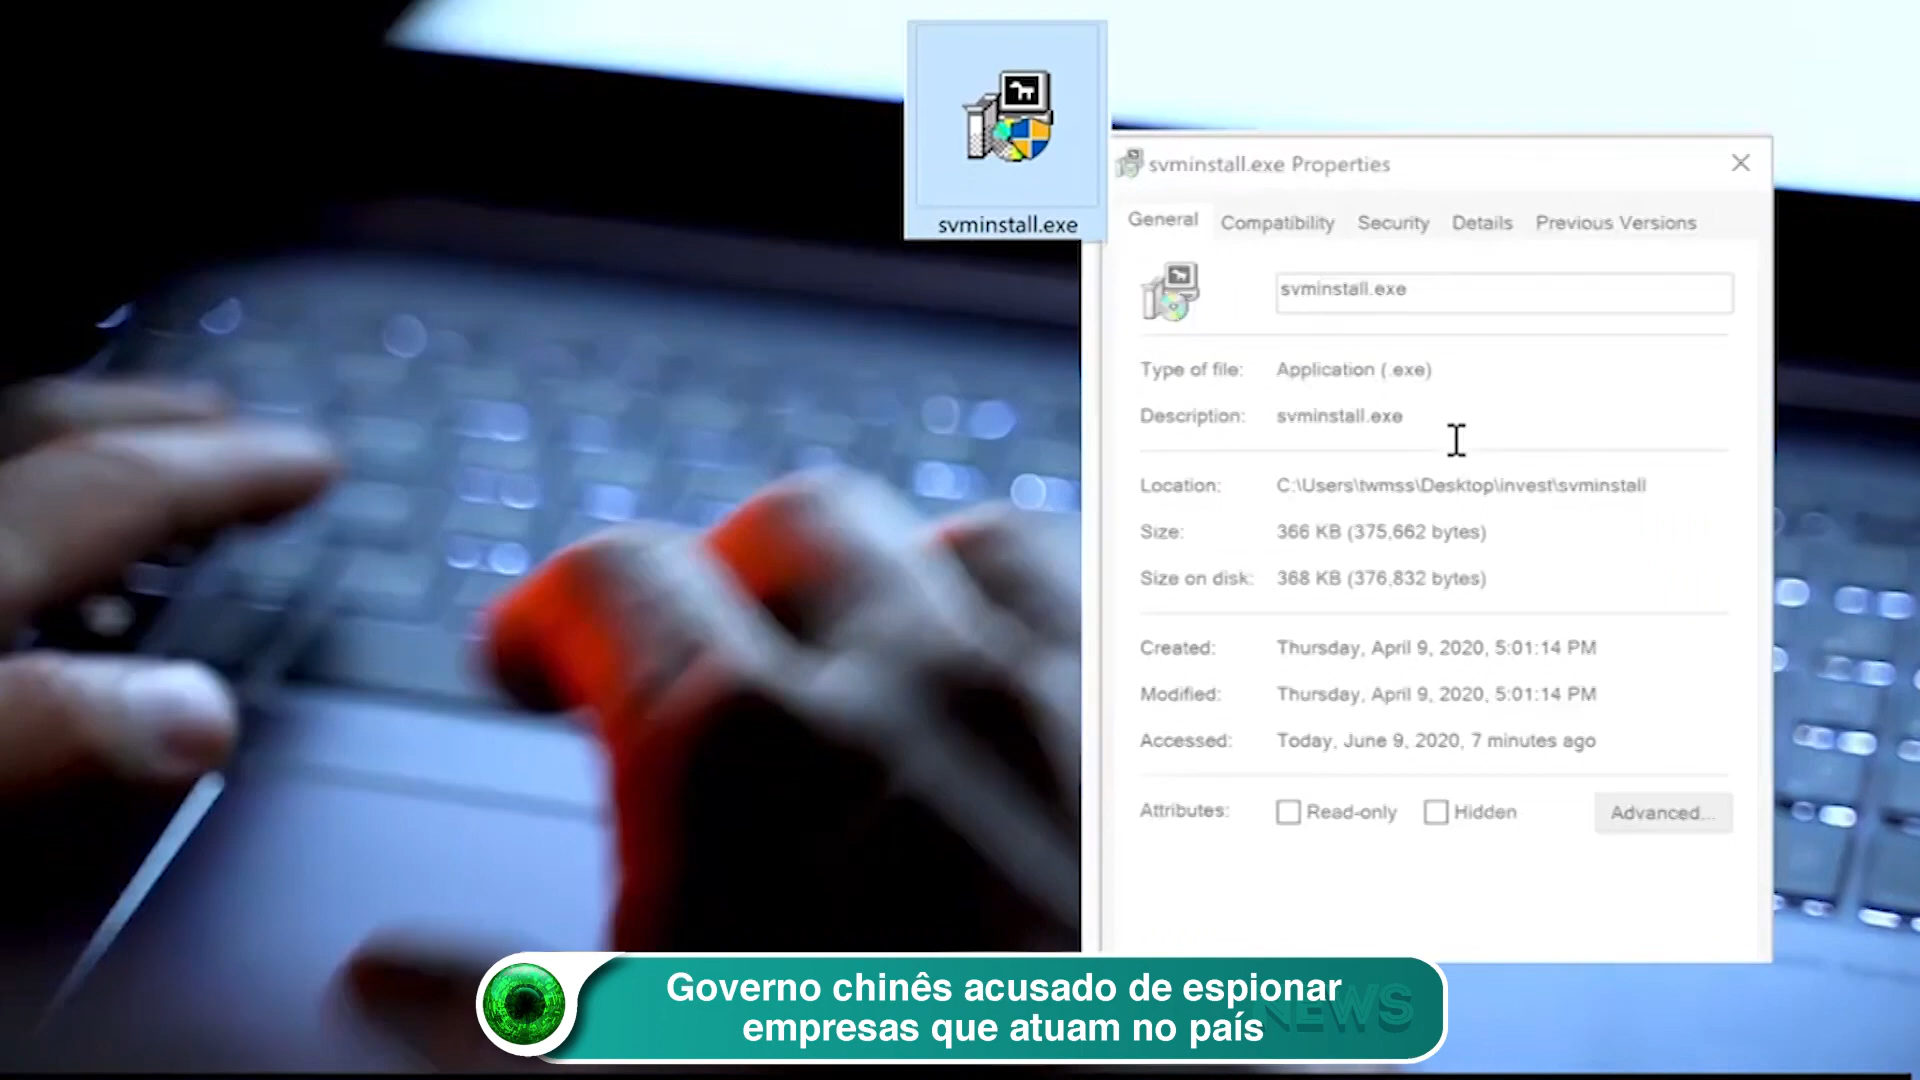 svminstall.exe
svminstall.exe Properties
General Compatibility Security Details Previous Versions
svminstall.exe
Type of file: Application (.exe)
Description: svminstall.exe
Location: C:\Users\twmss\Desktop\invest\svminstall
Size: 366 KB (375,662 bytes)
Size on disk: 368 KB (376,832 bytes)
Created: Thursday, April 9, 2020, 5:01:14 PM
Modified: Thursday, April 9, 2020, 5:01:14 PM
Accessed: Today, June 9, 2020, 7 minutes ago
Attributes: Read-only Hidden Advanced...
Governo chinês acusado de espionar
empresas que atuam no país
NEWS